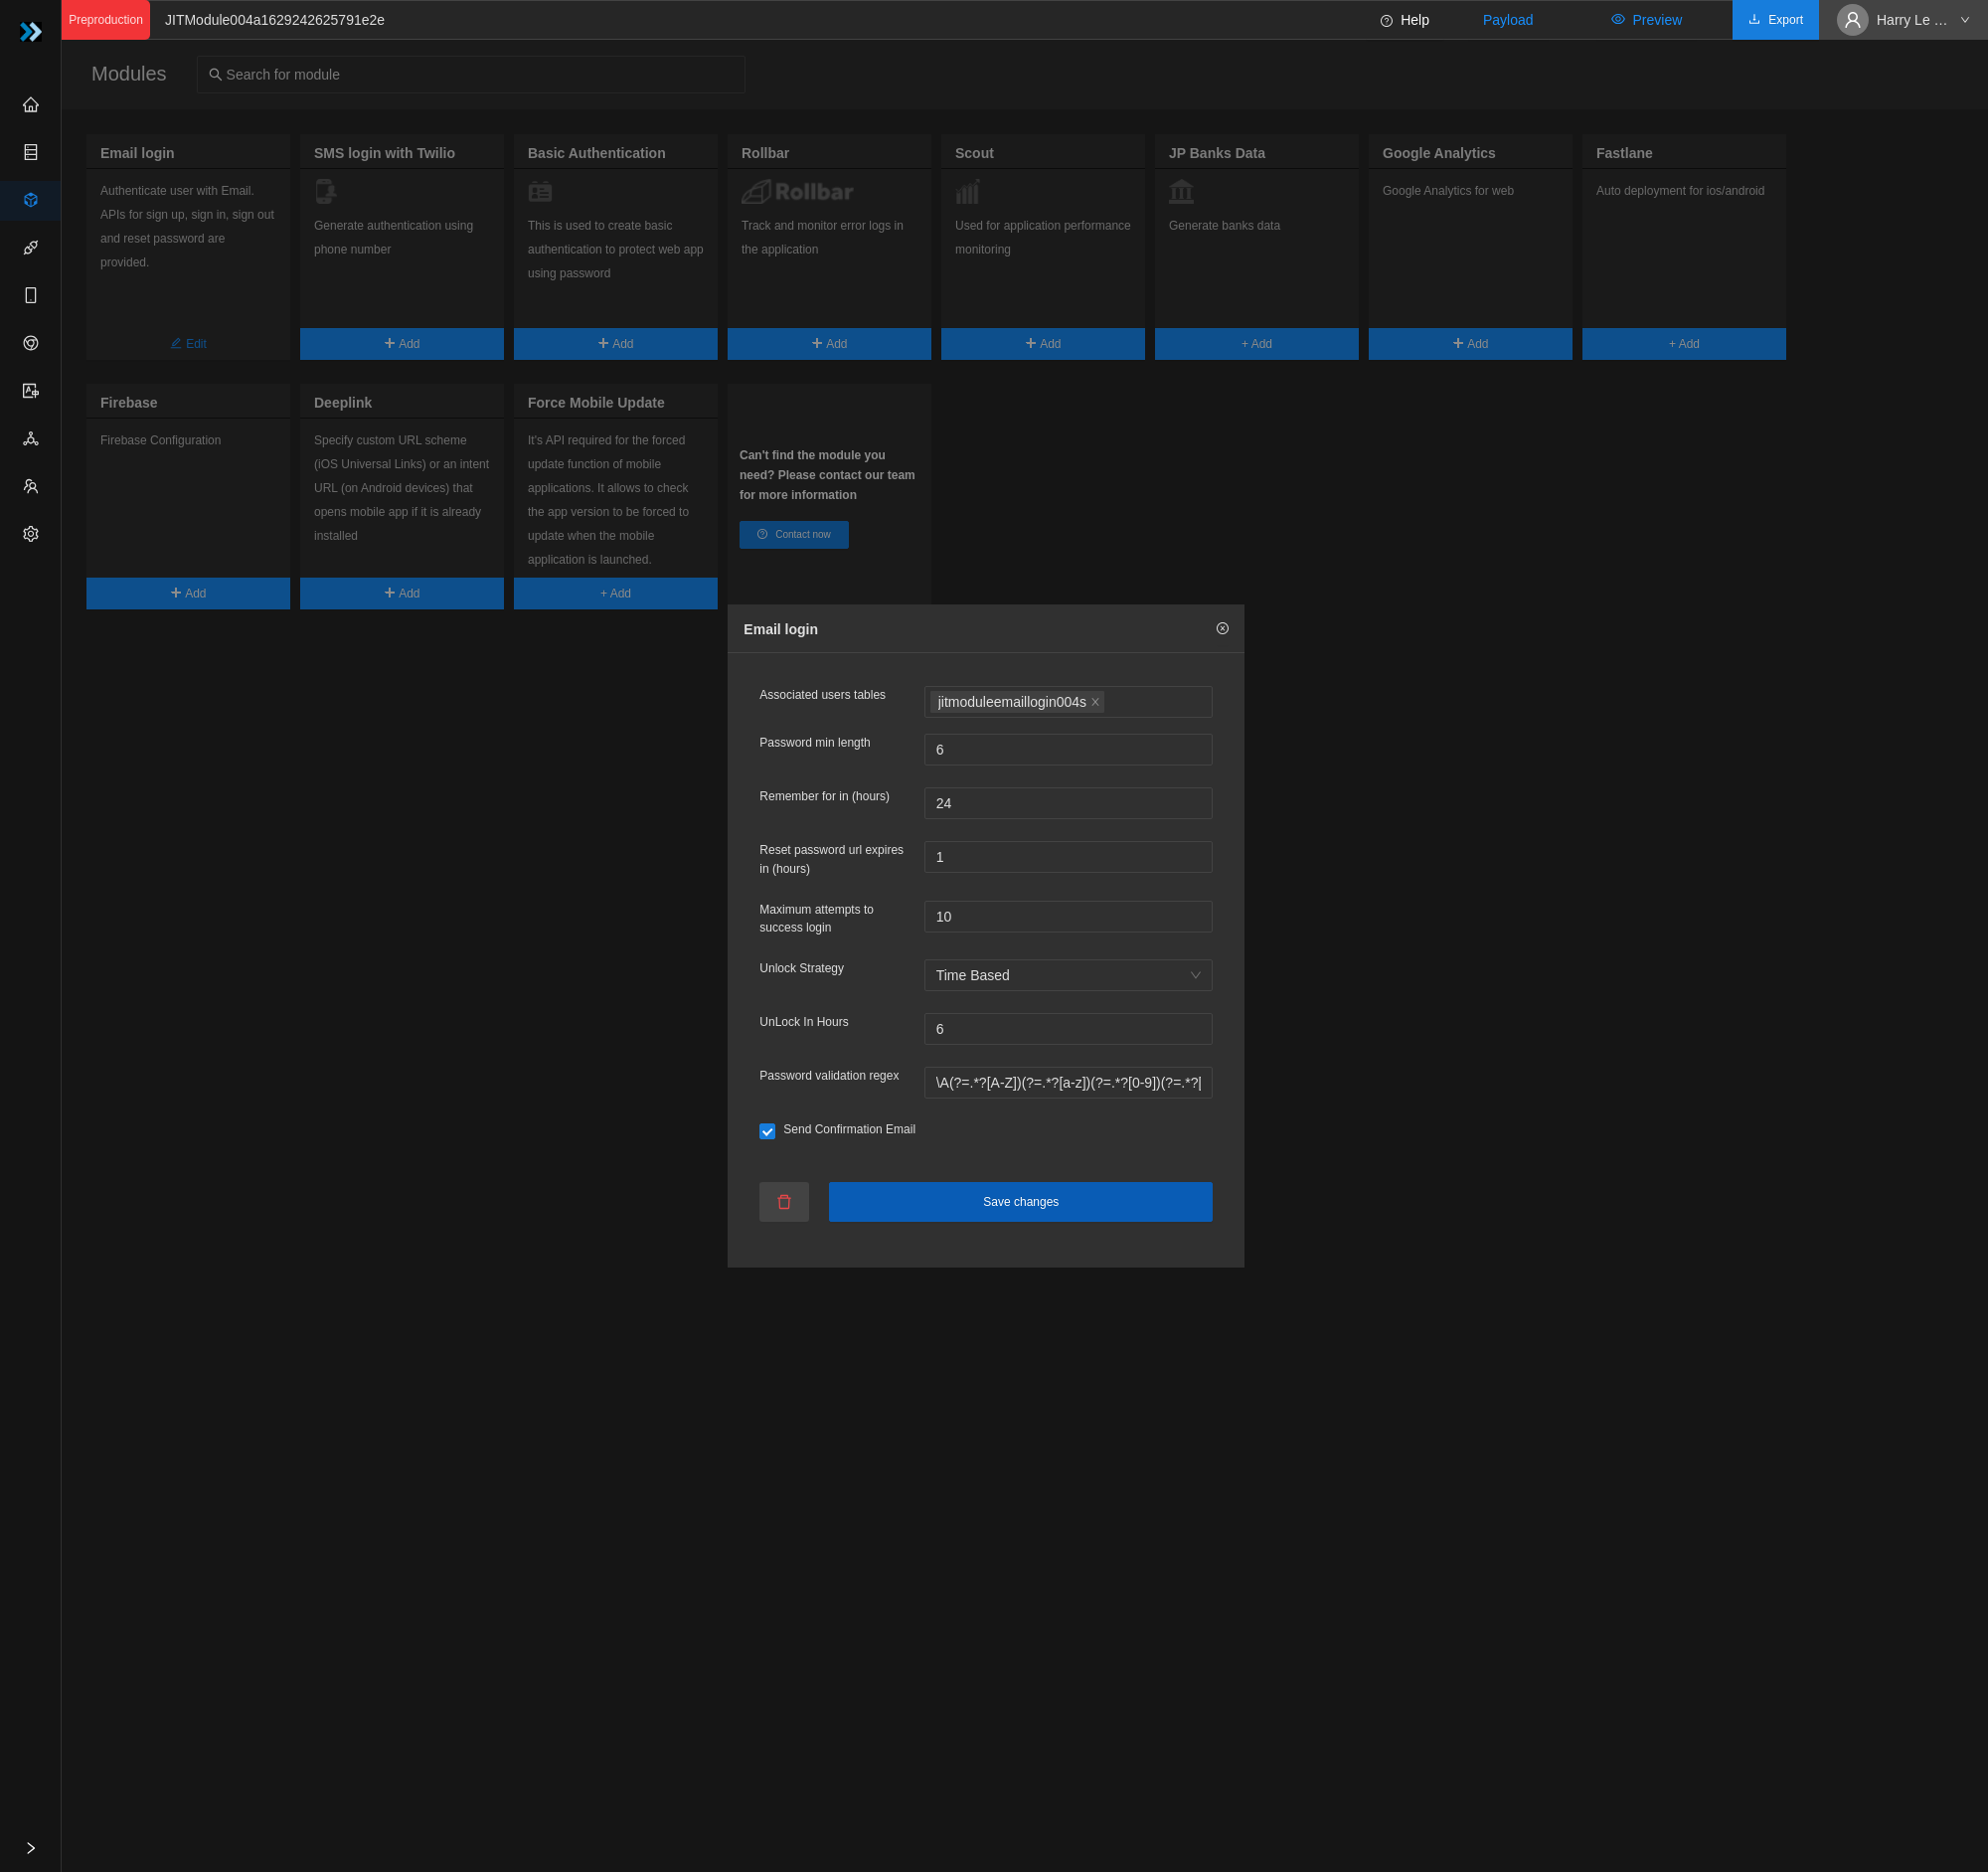 Preproduction
JITModule004a1629242625791e2e
Help
Payload
Preview
Export
Harry Le ...
Modules
Search for module
Email login
Authenticate user with Email.
APIs for sign up, sign in, sign out
and reset password are
provided.
Edit
SMS login with Twilio
Generate authentication using
phone number
Add
Basic Authentication
This is used to create basic
authentication to protect web app
using password
Add
Rollbar
Rollbar
Track and monitor error logs in
the application
Add
Scout
Used for application performance
monitoring
Add
JP Banks Data
Generate banks data
+ Add
Google Analytics
Google Analytics for web
Add
Fastlane
Auto deployment for ios/android
+ Add
Firebase
Firebase Configuration
Add
Deeplink
Specify custom URL scheme
(iOS Universal Links) or an intent
URL (on Android devices) that
opens mobile app if it is already
installed
Add
Force Mobile Update
It's API required for the forced
update function of mobile
applications. It allows to check
the app version to be forced to
update when the mobile
application is launched.
+ Add
Can't find the module you
need? Please contact our team
for more information
Contact now
Email login
Associated users tables
jitmoduleemaillogin004s
Password min length
6
Remember for in (hours)
24
Reset password url expires
in (hours)
1
Maximum attempts to
success login
10
Unlock Strategy
Time Based
UnLock In Hours
6
Password validation regex
\A(?=.*?[A-Z])(?=.*?[a-z])(?=.*?[0-9])(?=.*?[
Send Confirmation Email
Save changes